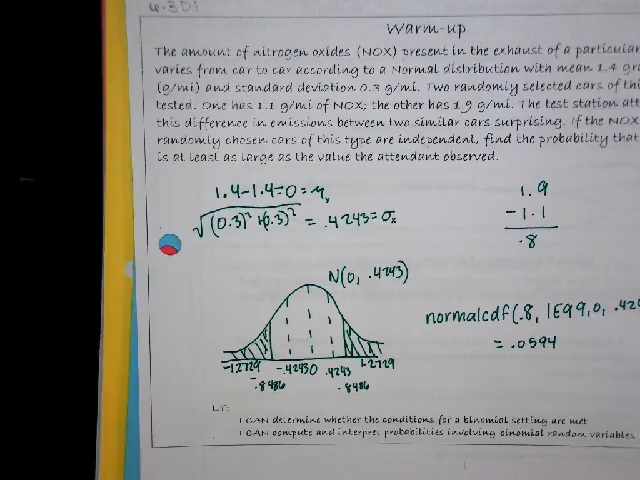 Warm-up
The amount of nitrogen oxides (NOX) present in the exhaust of a particular
varies from car to car according to a Normal distribution with mean 1.4 gr
(g/mi) and standard deviation 0.3 g/mi. Two randomly selected cars of thi
tested. One has 1.1 g/mi of NOX; the other has 1.9 g/mi. The test station att
this difference in emissions between two similar cars surprising. If the NOX
randomly chosen cars of this type are independent, find the probability that
is at least as large as the value the attendant observed.
1.4-1.4=0=μx
√(0.3)²+(0.3)² = .4243=σx
1.9
-1.1
.8
N(0, .4243)
normalcdf(.8, 1E99, 0, .42
= .0594
-1.2729 -.8486 -.4243 0 .4243 .8486 1.2729
LT:
I CAN determine whether the conditions for a binomial setting are met
I CAN compute and interpret probabilities involving binomial random variables